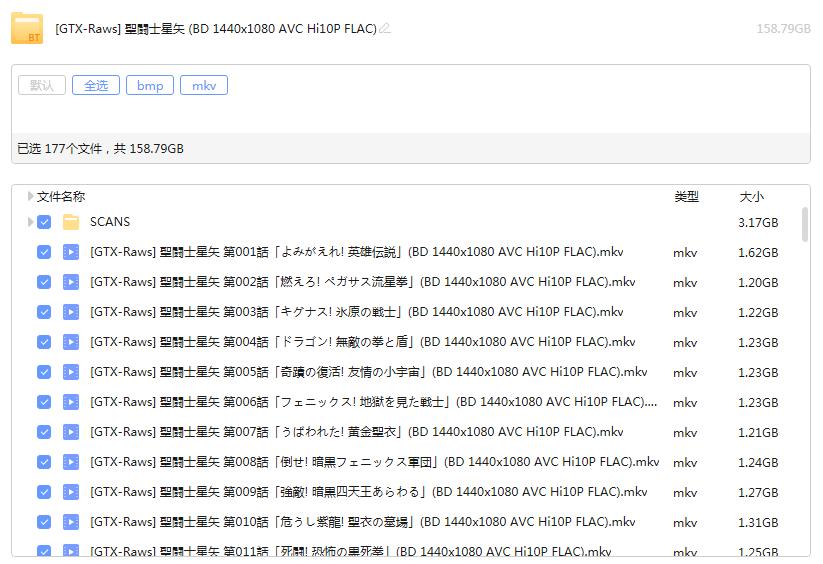 [GTX-Raws] 聖闘士星矢 (BD 1440x1080 AVC Hi10P FLAC) 158.79GB
BT
默认 全选 bmp mkv
已选 177个文件，共 158.79GB
文件名称 类型 大小
SCANS 3.17GB
[GTX-Raws] 聖闘士星矢 第001話「よみがえれ! 英雄伝説」(BD 1440x1080 AVC Hi10P FLAC).mkv mkv 1.62GB
[GTX-Raws] 聖闘士星矢 第002話「燃えろ! ペガサス流星拳」(BD 1440x1080 AVC Hi10P FLAC).mkv mkv 1.20GB
[GTX-Raws] 聖闘士星矢 第003話「キグナス! 氷原の戦士」(BD 1440x1080 AVC Hi10P FLAC).mkv mkv 1.22GB
[GTX-Raws] 聖闘士星矢 第004話「ドラゴン! 無敵の拳と盾」(BD 1440x1080 AVC Hi10P FLAC).mkv mkv 1.23GB
[GTX-Raws] 聖闘士星矢 第005話「奇蹟の復活! 友情の小宇宙」(BD 1440x1080 AVC Hi10P FLAC).mkv mkv 1.23GB
[GTX-Raws] 聖闘士星矢 第006話「フェニックス! 地獄を見た戦士」(BD 1440x1080 AVC Hi10P FLAC).... mkv 1.23GB
[GTX-Raws] 聖闘士星矢 第007話「うばわれた! 黄金聖衣」(BD 1440x1080 AVC Hi10P FLAC).mkv mkv 1.21GB
[GTX-Raws] 聖闘士星矢 第008話「倒せ! 暗黒フェニックス軍団」(BD 1440x1080 AVC Hi10P FLAC).mkv mkv 1.24GB
[GTX-Raws] 聖闘士星矢 第009話「強敵! 暗黒四天王あらわる」(BD 1440x1080 AVC Hi10P FLAC).mkv mkv 1.27GB
[GTX-Raws] 聖闘士星矢 第010話「危うし紫龍! 聖衣の墓場」(BD 1440x1080 AVC Hi10P FLAC).mkv mkv 1.31GB
[GTX-Raws] 聖闘士星矢 第011話「死闘! 恐怖の黒死拳」(BD 1440x1080 AVC Hi10P FLAC).mkv mkv 1.25GB